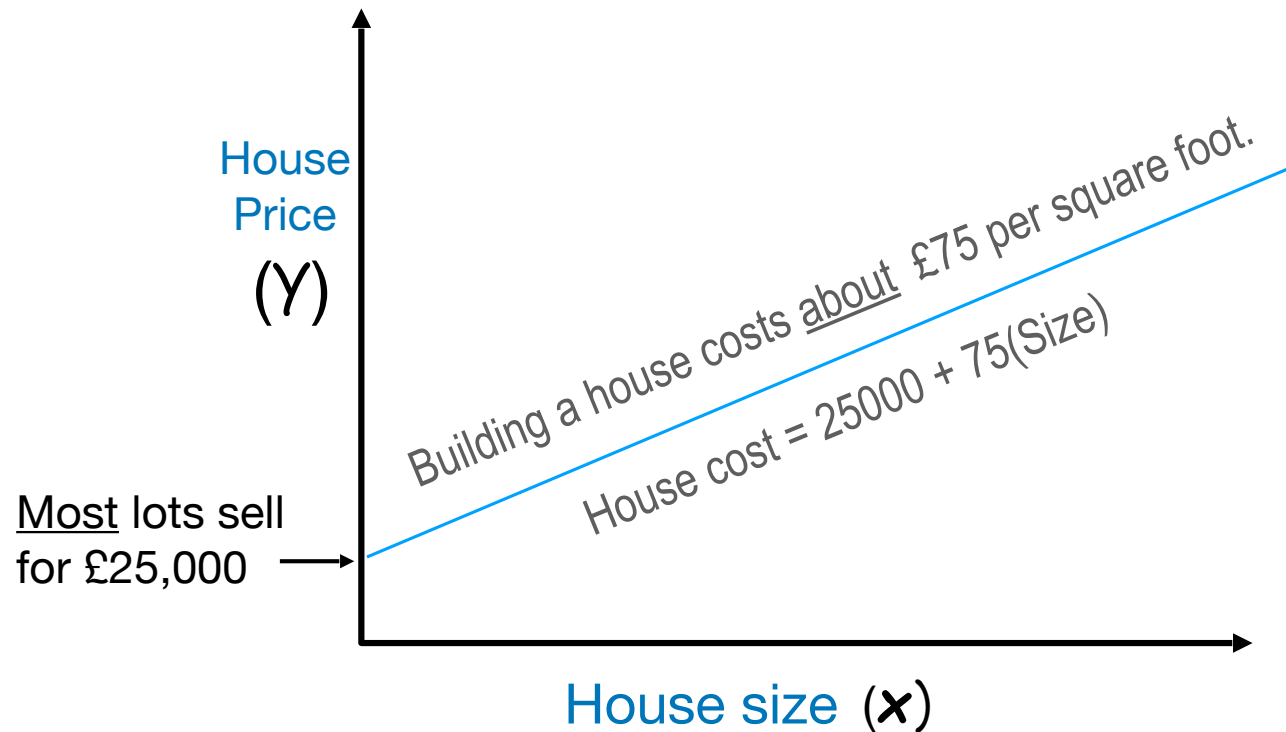 House
Price
(Y)
Building a house costs about £75 per square foot.
House cost = 25000 + 75(Size)
Most lots sell
for £25,000
House size (x)